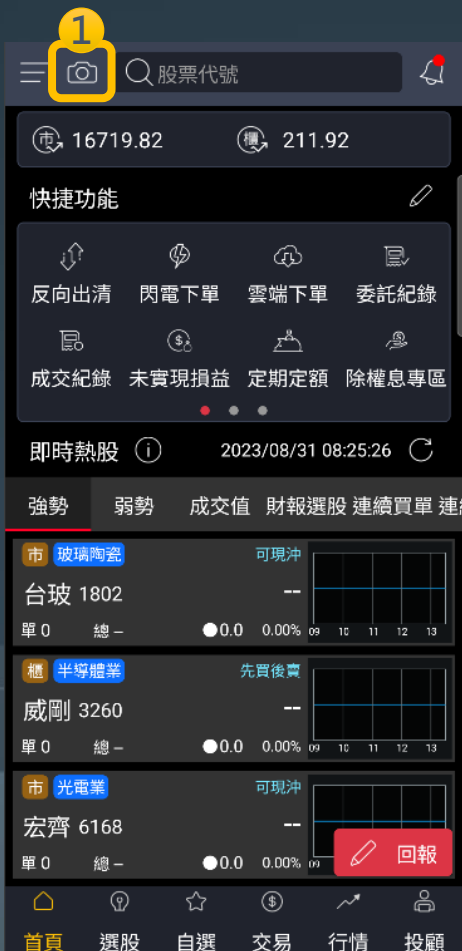 1
股票代號
市 16719.82 櫃 211.92
快捷功能
反向出清 閃電下單 雲端下單 委託紀錄
成交紀錄 未實現損益 定期定額 除權息專區
即時熱股 i 2023/08/31 08:25:26
強勢 弱勢 成交值 財報選股 連續買單 連
市 玻璃陶瓷 可現沖
台玻 1802 --
單 0 總 – 0.0 0.00% 09 10 11 12 13
櫃 半導體業 先買後賣
威剛 3260 --
單 0 總 – 0.0 0.00% 09 10 11 12 13
市 光電業 可現沖
宏齊 6168 --
單 0 總 – 0.0 0.00% 09
回報
首頁 選股 自選 交易 行情 投顧